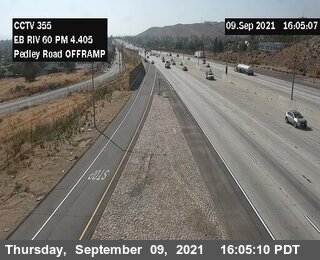 CCTV 355
EB RIV 60 PM 4.405
Pedley Road OFFRAMP
09.Sep 2021 16:05:07
STOP
Thursday, September 09, 2021 16:05:10 PDT